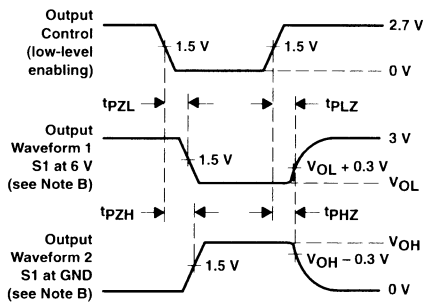 Output
Control
(low-level
enabling)
1.5 V
1.5 V
2.7 V
0 V
tPZL
tPLZ
Output
Waveform 1
S1 at 6 V
(see Note B)
1.5 V
3 V
VOL + 0.3 V
VOL
tPZH
tPHZ
Output
Waveform 2
S1 at GND
(see Note B)
1.5 V
VOH
VOH − 0.3 V
0 V